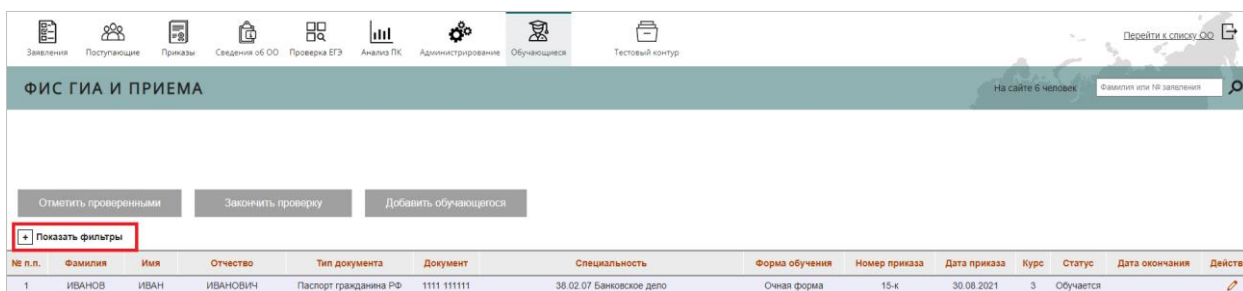 Заявления Поступающие Приказы Сведения об ОО Проверка ЕГЭ Анализ ПК Администрирование Обучающиеся Тестовый контур Перейти к списку ОО
ФИС ГИА И ПРИЕМА На сайте 6 человек Фамилия или № заявления
Отметить проверенными Закончить проверку Добавить обучающегося
+ Показать фильтры
№ п.п. Фамилия Имя Отчество Тип документа Документ Специальность Форма обучения Номер приказа Дата приказа Курс Статус Дата окончания Действ
1 ИВАНОВ ИВАН ИВАНОВИЧ Паспорт гражданина РФ 1111 111111 38.02.07 Банковское дело Очная форма 15-к 30.08.2021 3 Обучается